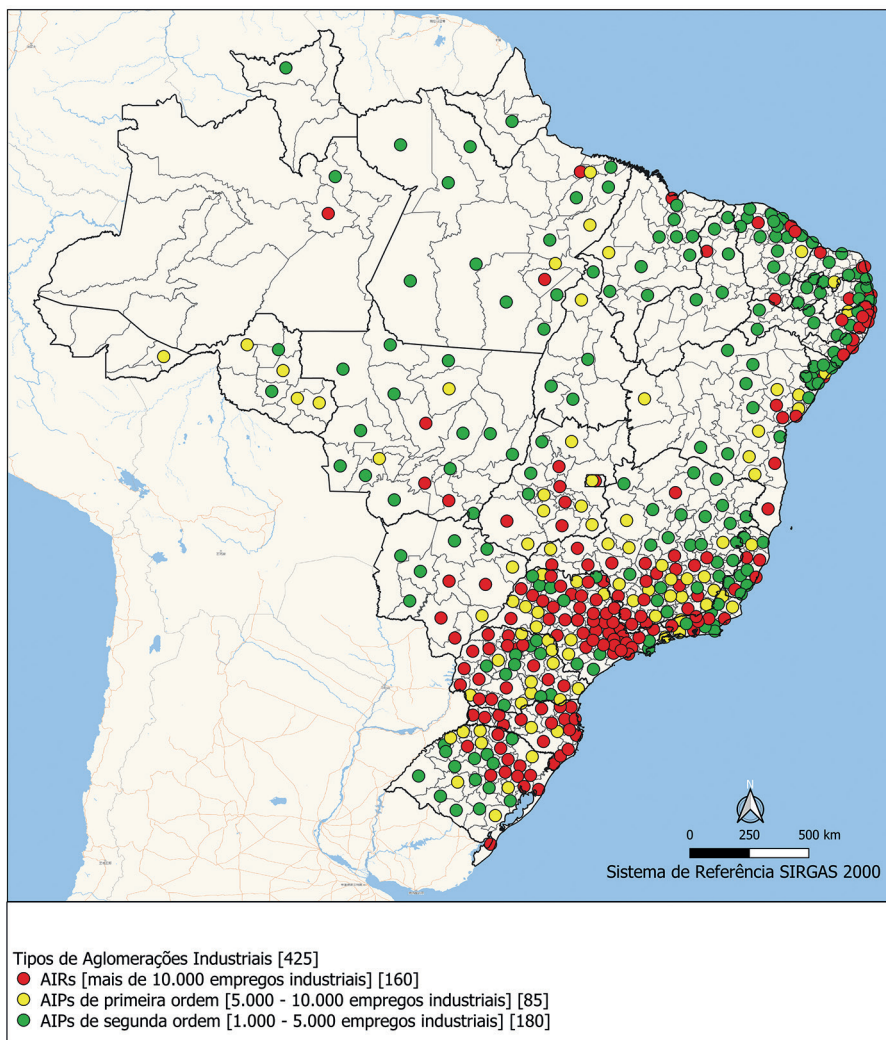 N
0 250 500 km
Sistema de Referência SIRGAS 2000
Tipos de Aglomerações Industriais [425]
AIRs [mais de 10.000 empregos industriais] [160]
AIPs de primeira ordem [5.000 - 10.000 empregos industriais] [85]
AIPs de segunda ordem [1.000 - 5.000 empregos industriais] [180]